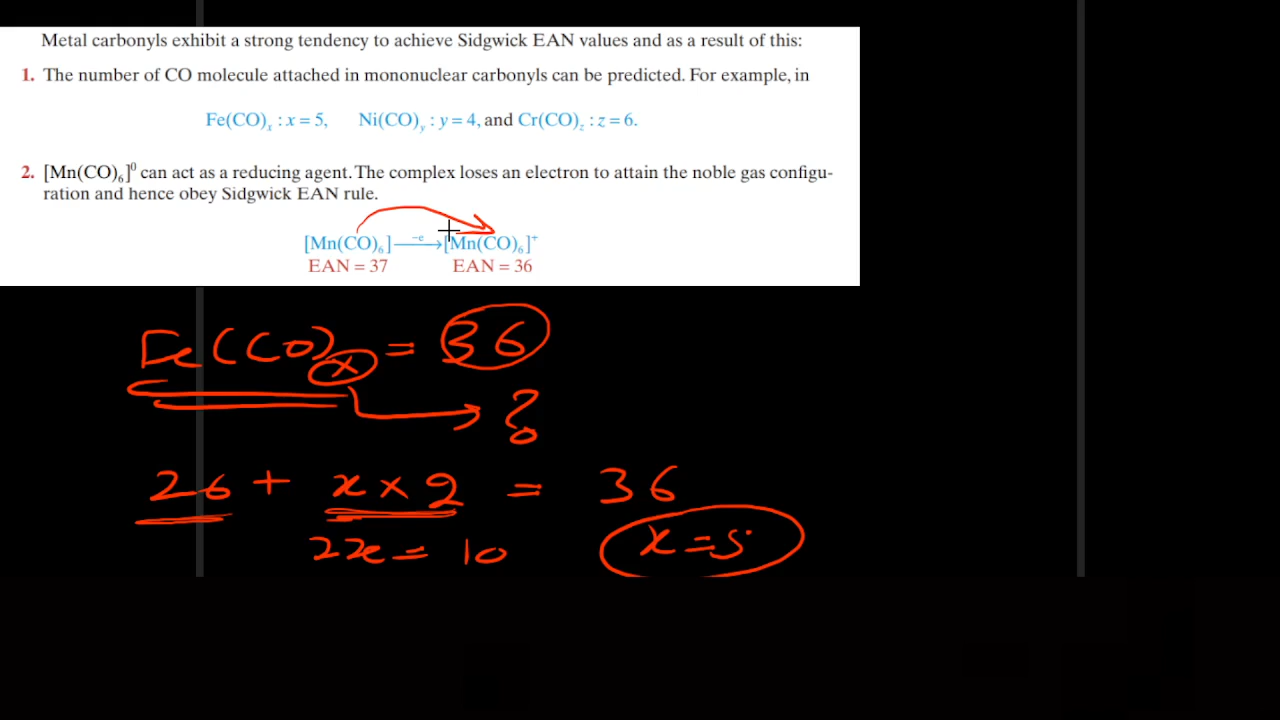 Metal carbonyls exhibit a strong tendency to achieve Sidgwick EAN values and as a result of this:
1. The number of CO molecule attached in mononuclear carbonyls can be predicted. For example, in
Fe(CO)ₓ : x = 5, Ni(CO)ᵧ : y = 4, and Cr(CO)z : z = 6.
2. [Mn(CO)₆]⁰ can act as a reducing agent. The complex loses an electron to attain the noble gas configu-
ration and hence obey Sidgwick EAN rule.
[Mn(CO)₆] —⁻ᵉ→ [Mn(CO)₆]⁺
EAN = 37 EAN = 36
Fe(CO)x = 36
?
26 + x × 2 = 36
2x = 10 x = 5